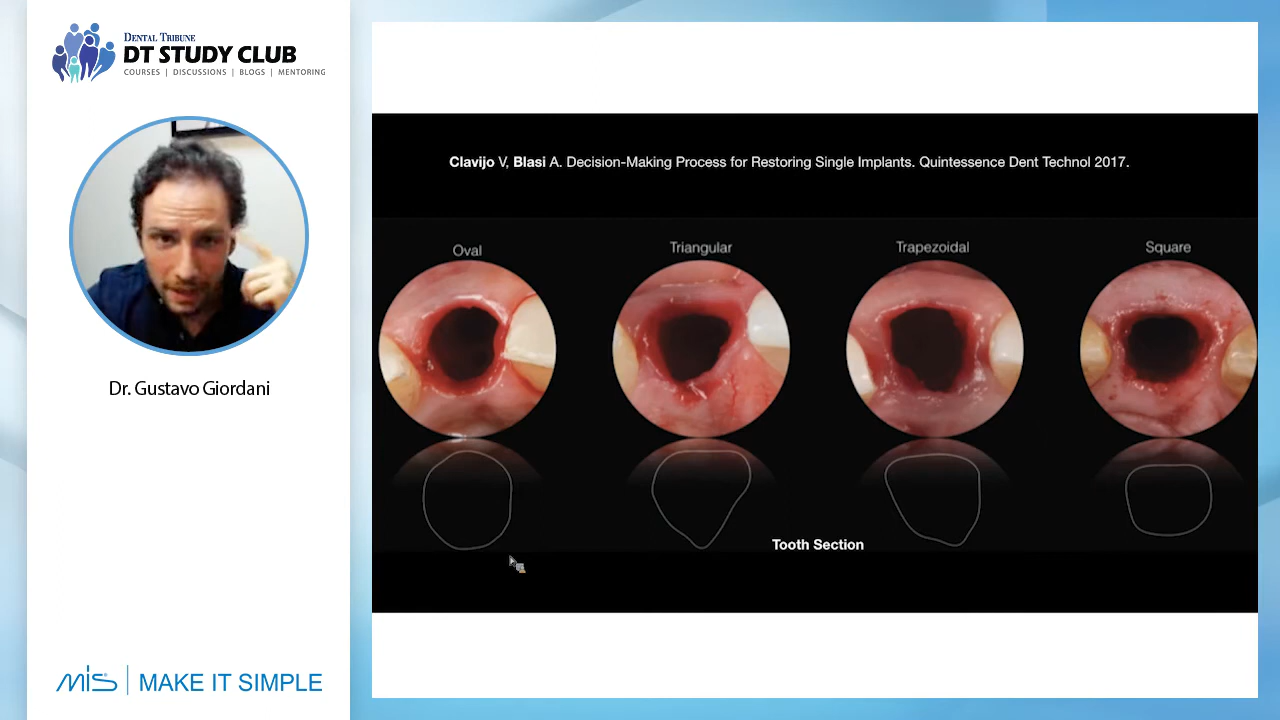 DENTAL TRIBUNE
DT STUDY CLUB
COURSES | DISCUSSIONS | BLOGS | MENTORING
Dr. Gustavo Giordani
mis | MAKE IT SIMPLE
Clavijo V, Blasi A. Decision-Making Process for Restoring Single Implants. Quintessence Dent Technol 2017.
Oval
Triangular
Trapezoidal
Square
Tooth Section